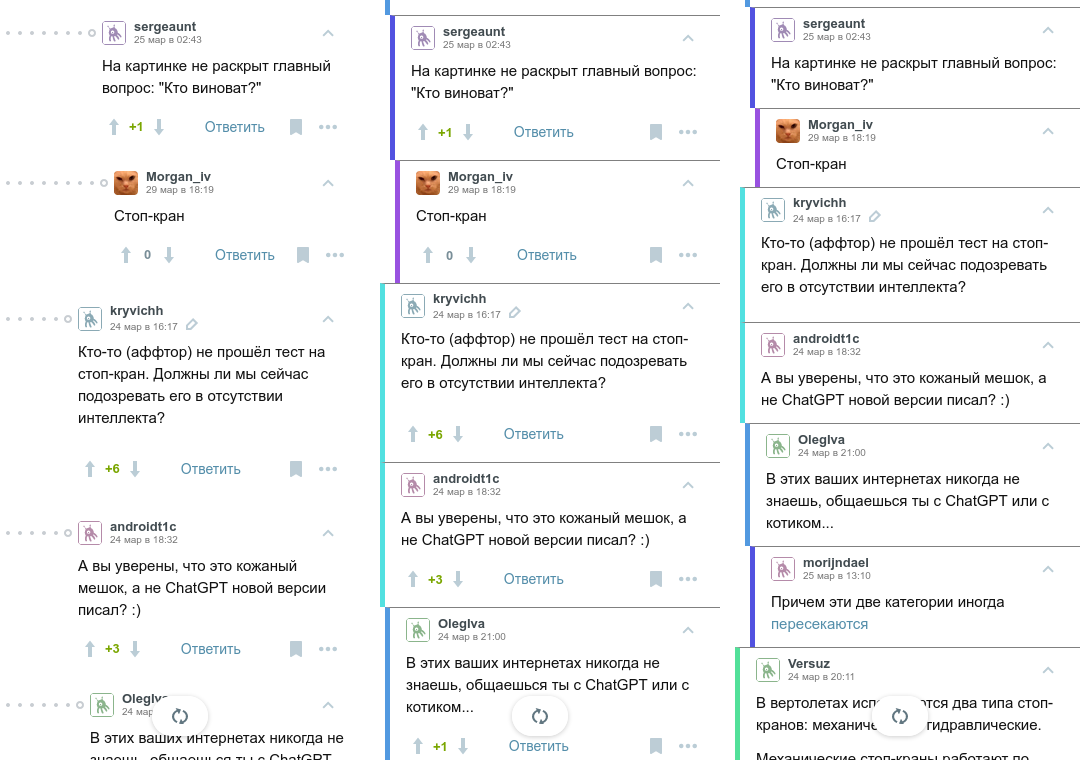 sergeaunt
25 мар в 02:43
На картинке не раскрыт главный
вопрос: "Кто виноват?"
+1
Ответить
Morgan_iv
29 мар в 18:19
Стоп-кран
0
Ответить
kryvichh
24 мар в 16:17
Кто-то (аффтор) не прошёл тест на
стоп-кран. Должны ли мы сейчас
подозревать его в отсутствии
интеллекта?
+6
Ответить
androidt1c
24 мар в 18:32
А вы уверены, что это кожаный
мешок, а не ChatGPT новой версии
писал? :)
+3
Ответить
24
В этих ваших интернетах никогда не
знаешь, общаешься ты с ChatGPT
sergeaunt
25 мар в 02:43
На картинке не раскрыт главный вопрос:
"Кто виноват?"
+1
Ответить
Morgan_iv
29 мар в 18:19
Стоп-кран
0
Ответить
kryvichh
24 мар в 16:17
Кто-то (аффтор) не прошёл тест на стоп-
кран. Должны ли мы сейчас подозревать
его в отсутствии интеллекта?
+6
Ответить
androidt1c
24 мар в 18:32
А вы уверены, что это кожаный мешок, а
не ChatGPT новой версии писал? :)
+3
Ответить
OlegIva
24 мар в 21:00
В этих ваших интернетах никогда не
знаешь, общаешься ты с ChatGPT или с
котиком...
+1
Ответить
sergeaunt
25 мар в 02:43
На картинке не раскрыт главный вопрос:
"Кто виноват?"
Morgan_iv
29 мар в 18:19
Стоп-кран
kryvichh
24 мар в 16:17
Кто-то (аффтор) не прошёл тест на стоп-
кран. Должны ли мы сейчас подозревать
его в отсутствии интеллекта?
androidt1c
24 мар в 18:32
А вы уверены, что это кожаный мешок, а
не ChatGPT новой версии писал? :)
OlegIva
24 мар в 21:00
В этих ваших интернетах никогда не
знаешь, общаешься ты с ChatGPT или с
котиком...
morijndael
25 мар в 13:10
Причем эти две категории иногда
пересекаются
Versuz
24 мар в 20:11
В вертолетах два типа стоп-
кранов: гидравлические.
Механические стоп-краны работают по